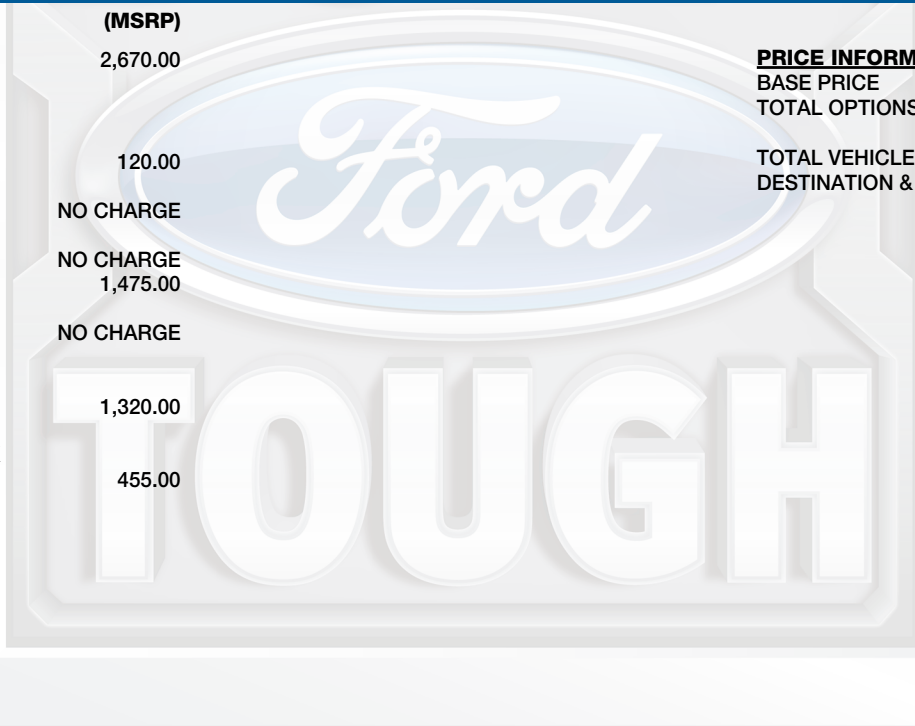 (MSRP)
2,670.00
120.00
NO CHARGE
NO CHARGE
1,475.00
NO CHARGE
1,320.00
455.00
PRICE INFORM
BASE PRICE
TOTAL OPTIONS
TOTAL VEHICLE
DESTINATION &
Ford
TOUGH